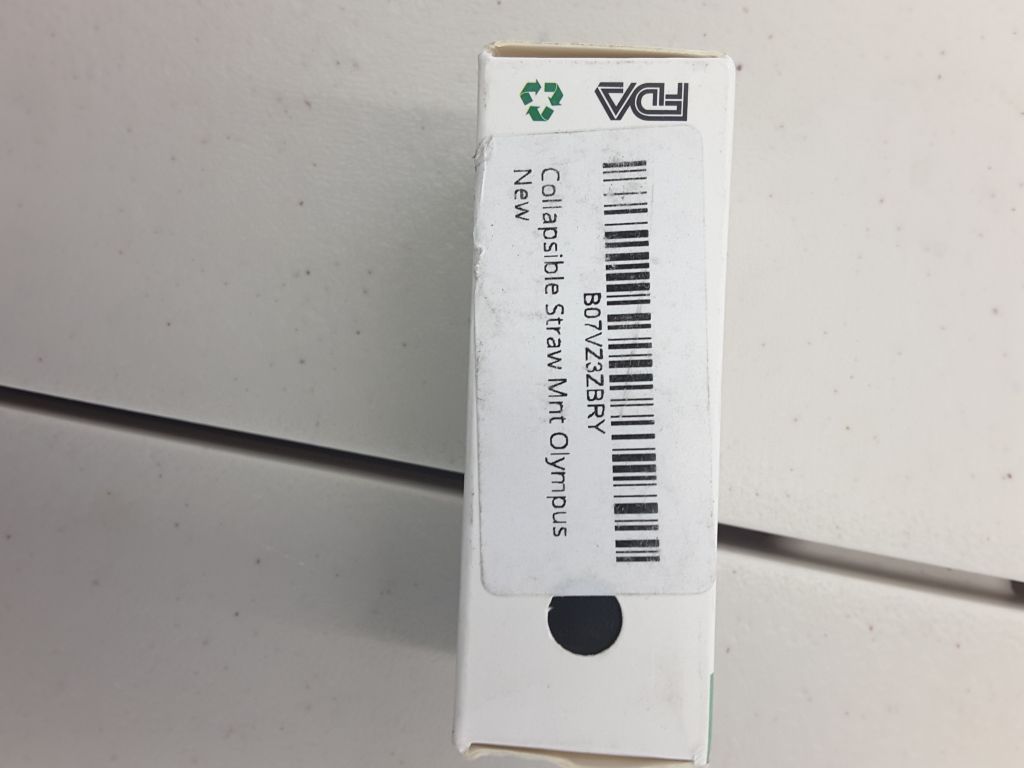 FDA
B07VZ3ZBRY
Collapsible Straw Mnt Olympus
New